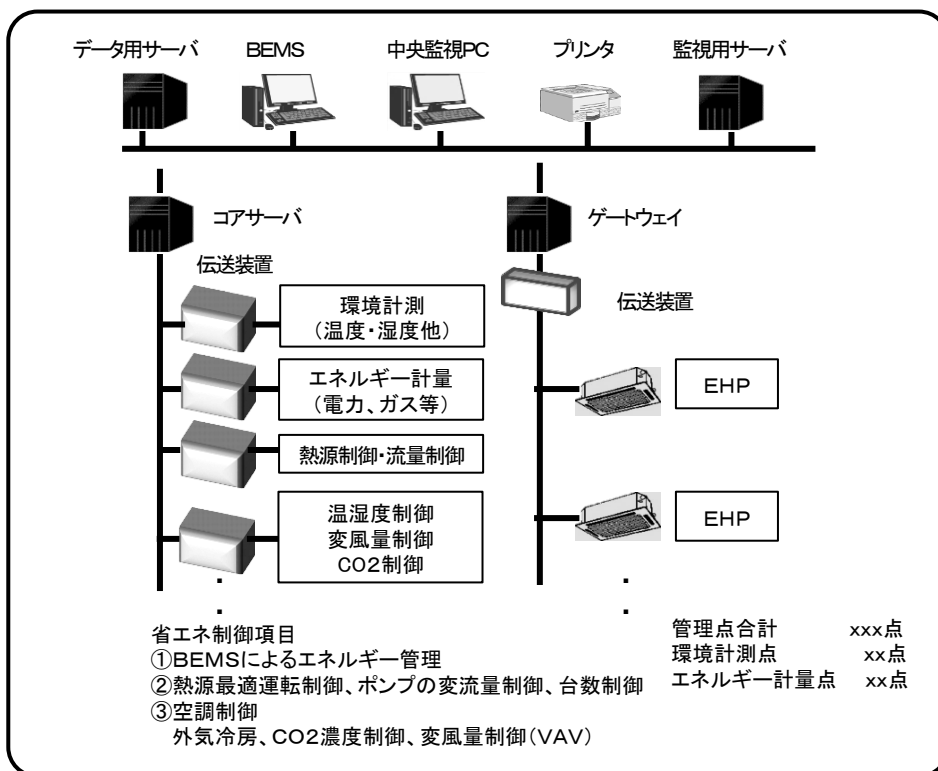 データ用サーバ
BEMS
中央監視PC
プリンタ
監視用サーバ
コアサーバ
ゲートウェイ
伝送装置
伝送装置
環境計測
（温度・湿度他）
エネルギー計量
（電力、ガス等）
EHP
熱源制御・流量制御
温湿度制御
変風量制御
CO2制御
EHP
省エネ制御項目
①BEMSによるエネルギー管理
②熱源最適運転制御、ポンプの変流量制御、台数制御
③空調制御
外気冷房、CO2濃度制御、変風量制御（VAV）
管理点合計 xxx点
環境計測点 xx点
エネルギー計量点 xx点